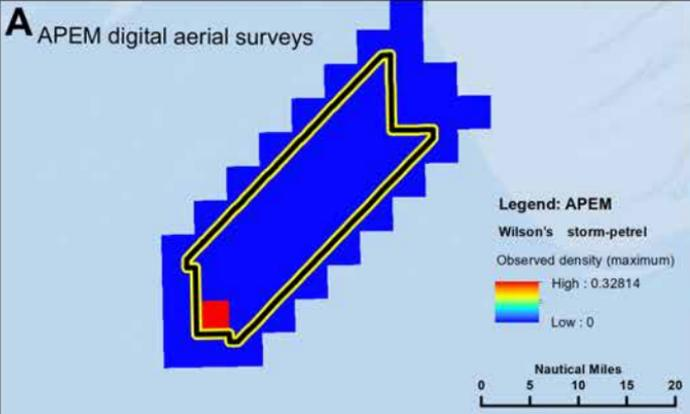 A APEM digital aerial surveys
Legend: APEM
Wilson's storm-petrel
Observed density (maximum)
High : 0.32814
Low : 0
Nautical Miles
0 5 10 15 20